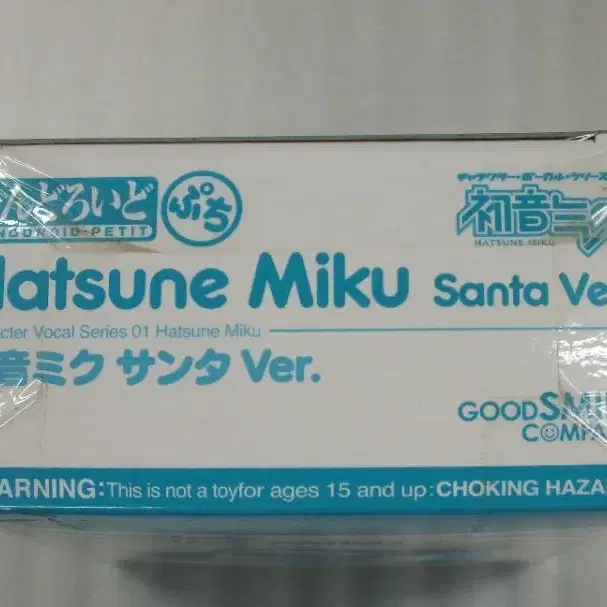 んどろいど ぷち
NDOROID PETIT
キャラクター・ボーカル・シリーズ
初音ミク
HATSUNE MIKU
Hatsune Miku Santa Ve
cter Vocal Series 01 Hatsune Miku
音ミク サンタ Ver.
GOOD SMI
COMPA
ARNING:This is not a toyfor ages 15 and up:CHOKING HAZA